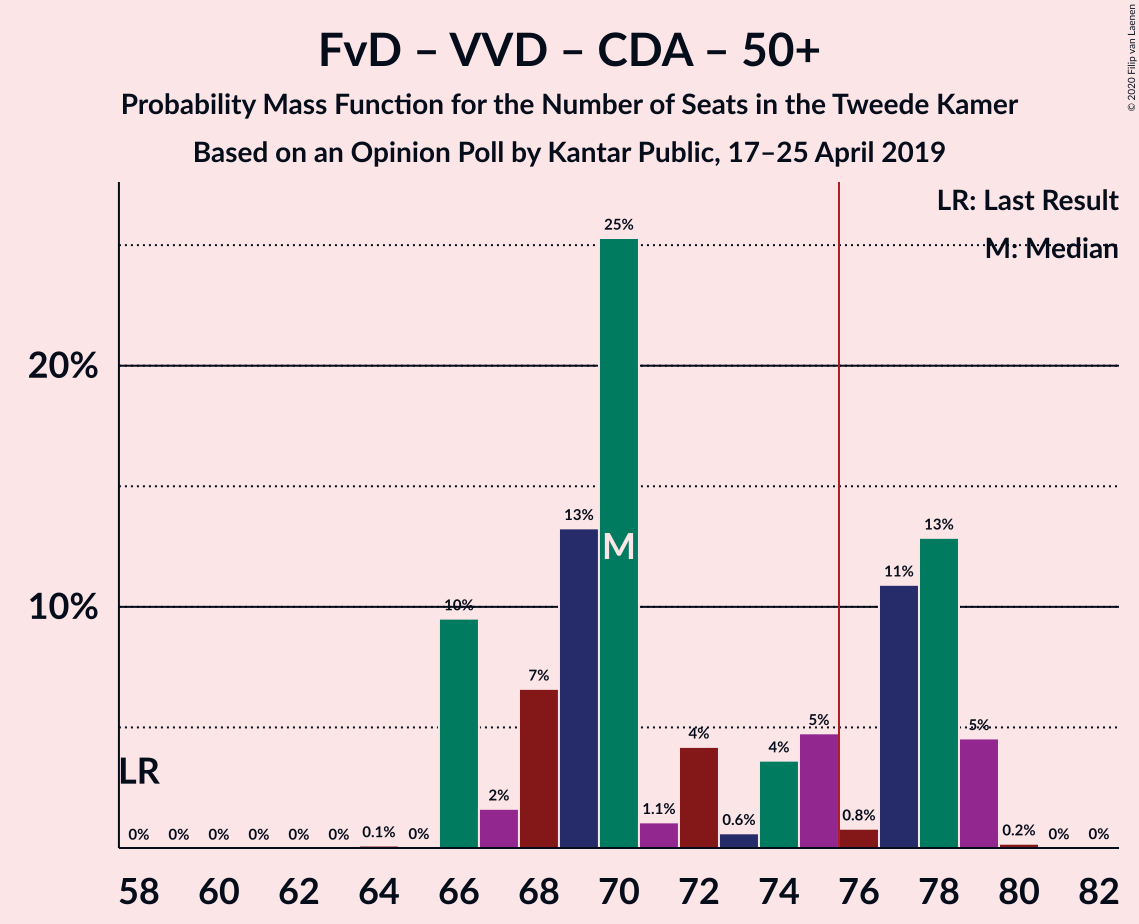 FvD – VVD – CDA – 50+
Probability Mass Function for the Number of Seats in the Tweede Kamer
Based on an Opinion Poll by Kantar Public, 17–25 April 2019
© 2020 Filip van Laenen
LR: Last Result
M: Median
20%
10%
LR
M
0% 0% 0% 0% 0% 0% 0.1% 0% 10% 2% 7% 13% 25% 1.1% 4% 0.6% 4% 5% 0.8% 11% 13% 5% 0.2% 0% 0%
58 60 62 64 66 68 70 72 74 76 78 80 82